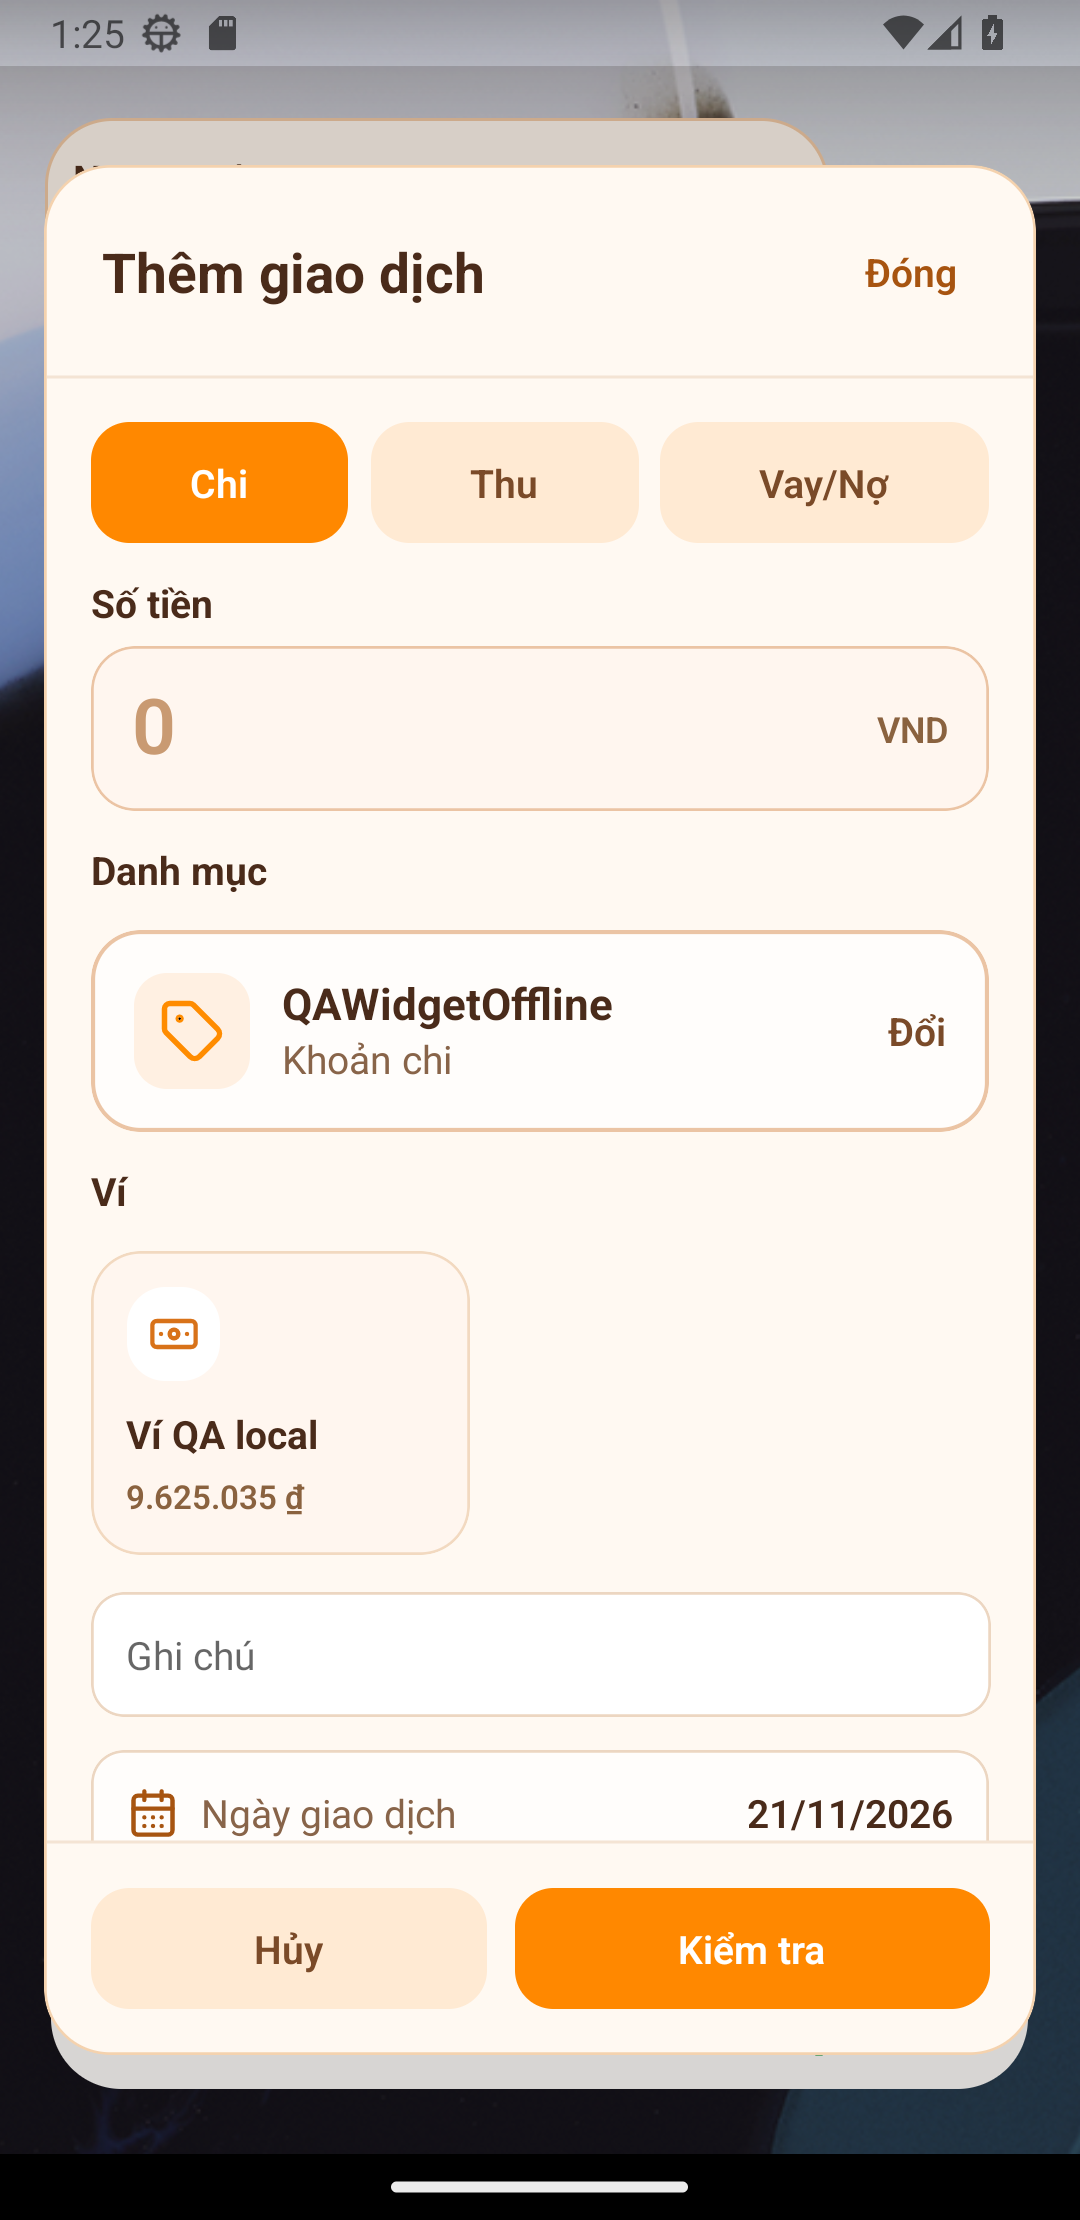 1:25
Thêm giao dịch
Đóng
Chi
Thu
Vay/Nợ
Số tiền
0
VND
Danh mục
QAWidgetOffline
Khoản chi
Đổi
Ví
Ví QA local
9.625.035 ₫
Ghi chú
Ngày giao dịch
21/11/2026
Hủy
Kiểm tra